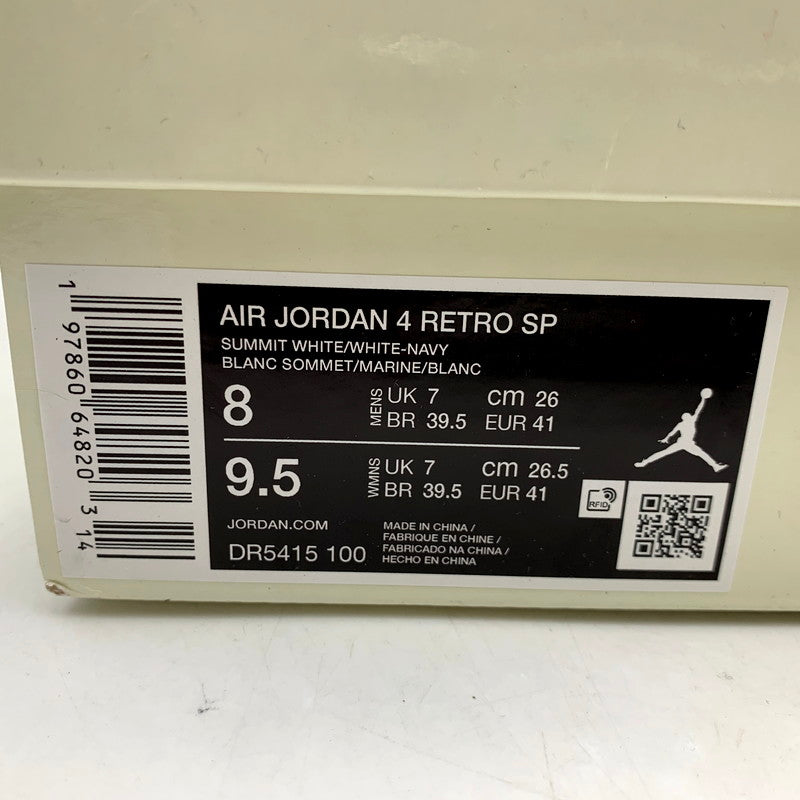 1 97860 64820 3 14
AIR JORDAN 4 RETRO SP
SUMMIT WHITE/WHITE-NAVY
BLANC SOMMET/MARINE/BLANC
8 MENS UK 7 cm 26
BR 39.5 EUR 41
9.5 WMNS UK 7 cm 26.5
BR 39.5 EUR 41
RFID
JORDAN.COM
DR5415 100
MADE IN CHINA /
FABRIQUE EN CHINE /
FABRICADO NA CHINA /
HECHO EN CHINA